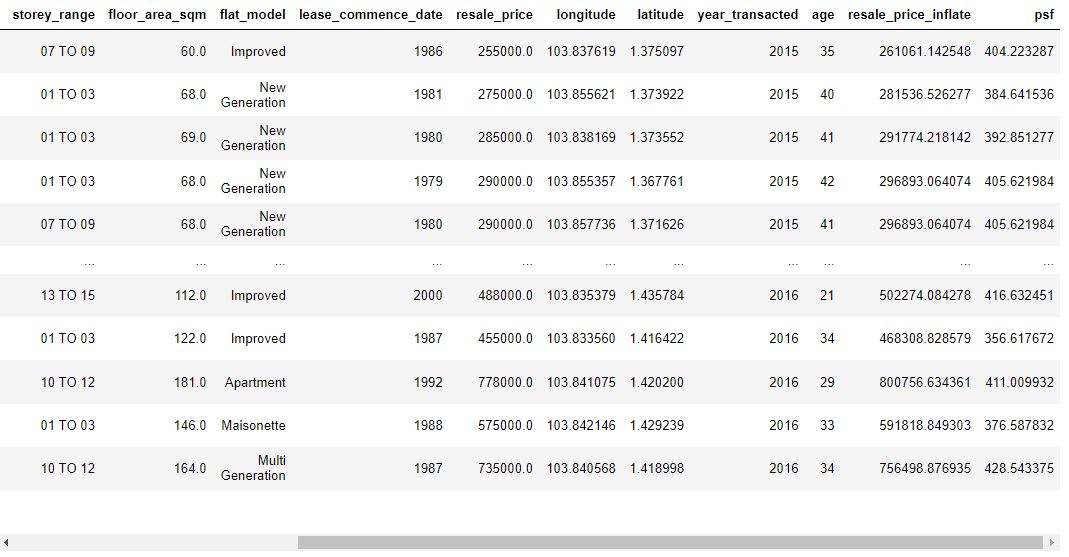 storey_range floor_area_sqm flat_model lease_commence_date resale_price longitude latitude year_transacted age resale_price_inflate psf
07 TO 09 60.0 Improved 1986 255000.0 103.837619 1.375097 2015 35 261061.142548 404.223287
01 TO 03 68.0 New Generation 1981 275000.0 103.855621 1.373922 2015 40 281536.526277 384.641536
01 TO 03 69.0 New Generation 1980 285000.0 103.838169 1.373552 2015 41 291774.218142 392.851277
01 TO 03 68.0 New Generation 1979 290000.0 103.855357 1.367761 2015 42 296893.064074 405.621984
07 TO 09 68.0 New Generation 1980 290000.0 103.857736 1.371626 2015 41 296893.064074 405.621984
... ... ... ... ... ... ... ... ... ... ...
13 TO 15 112.0 Improved 2000 488000.0 103.835379 1.435784 2016 21 502274.084278 416.632451
01 TO 03 122.0 Improved 1987 455000.0 103.833560 1.416422 2016 34 468308.828579 356.617672
10 TO 12 181.0 Apartment 1992 778000.0 103.841075 1.420200 2016 29 800756.634361 411.009932
01 TO 03 146.0 Maisonette 1988 575000.0 103.842146 1.429239 2016 33 591818.849303 376.587832
10 TO 12 164.0 Multi Generation 1987 735000.0 103.840568 1.418998 2016 34 756498.876935 428.543375